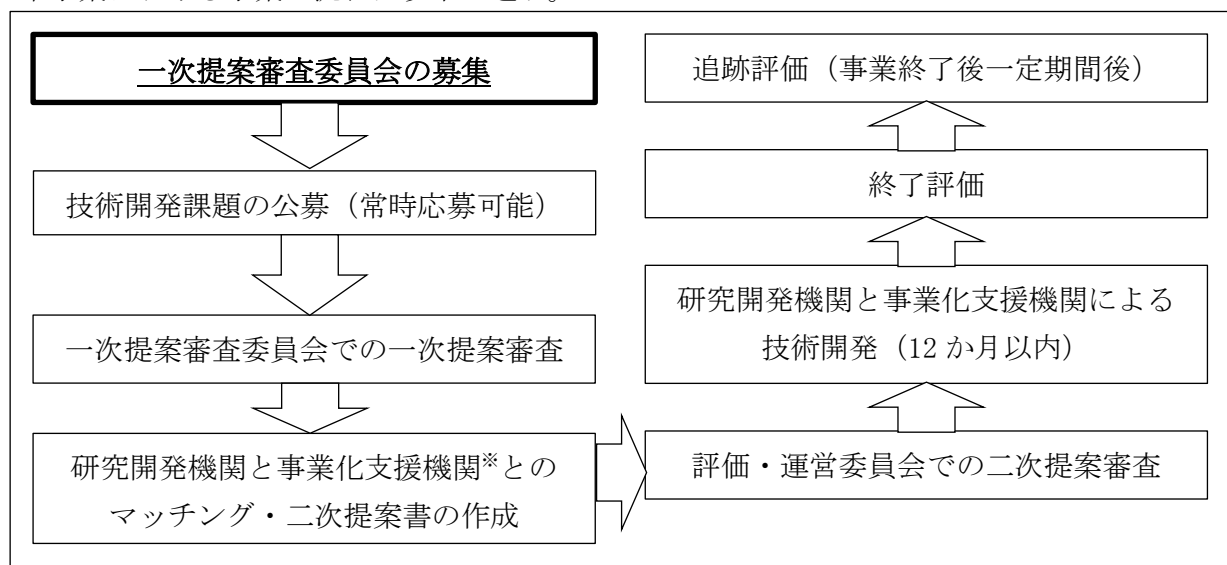 一次提案審査委員会の募集
技術開発課題の公募（常時応募可能）
一次提案審査委員会での一次提案審査
研究開発機関と事業化支援機関※との
マッチング・二次提案書の作成
評価・運営委員会での二次提案審査
研究開発機関と事業化支援機関による
技術開発（12 か月以内）
終了評価
追跡評価（事業終了後一定期間後）